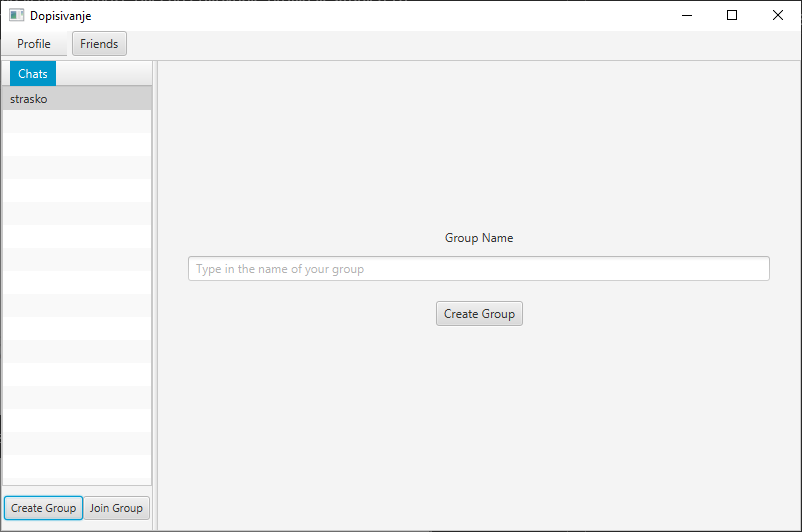 Dopisivanje
Profile
Friends
Chats
strasko
Group Name
Type in the name of your group
Create Group
Create Group
Join Group